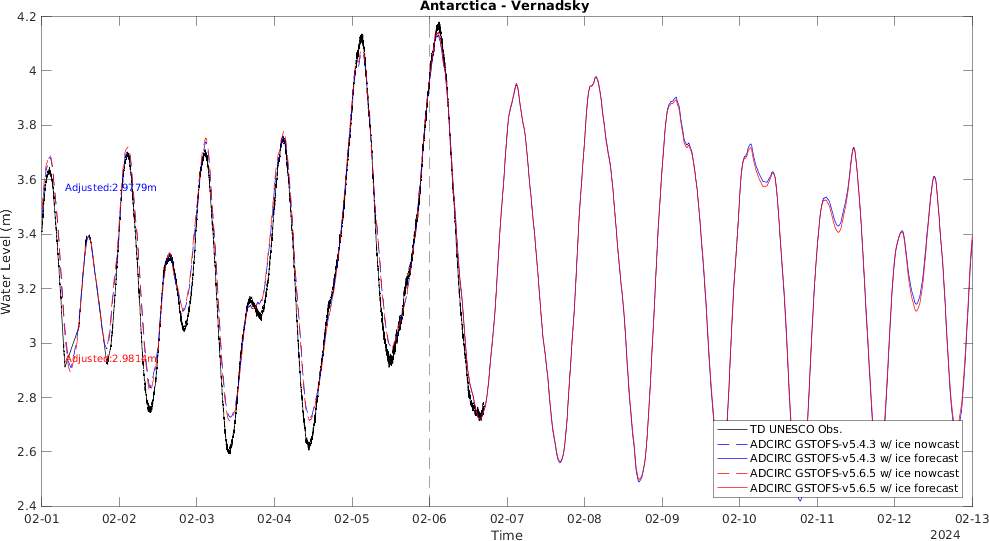 Antarctica - Vernadsky
4.2
4
3.8
3.6
3.4
3.2
3
2.8
2.6
2.4
Water Level (m)
Adjusted:2.9779m
Adjusted:2.9814m
TD UNESCO Obs.
ADCIRC GSTOFS-v5.4.3 w/ ice nowcast
ADCIRC GSTOFS-v5.4.3 w/ ice forecast
ADCIRC GSTOFS-v5.6.5 w/ ice nowcast
ADCIRC GSTOFS-v5.6.5 w/ ice forecast
02-01 02-02 02-03 02-04 02-05 02-06 02-07 02-08 02-09 02-10 02-11 02-12 02-13
Time
2024